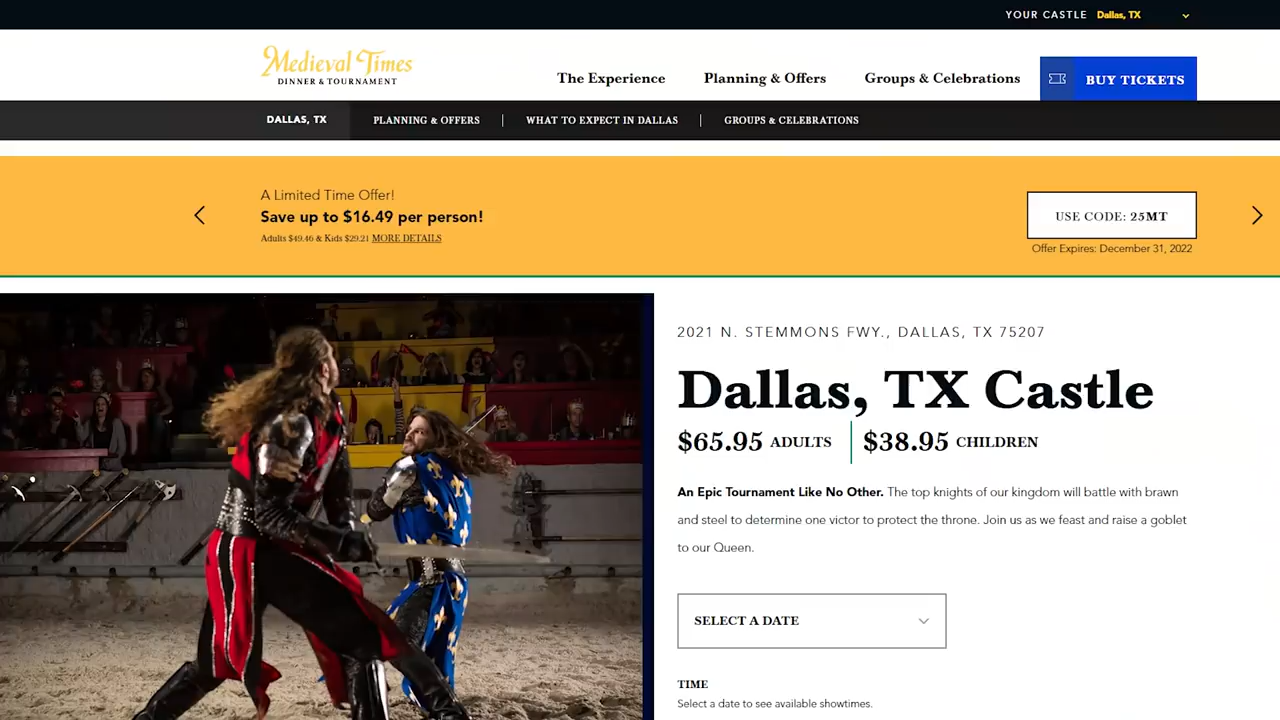 YOUR CASTLE Dallas, TX
Medieval Times
DINNER & TOURNAMENT
The Experience Planning & Offers Groups & Celebrations BUY TICKETS
DALLAS, TX PLANNING & OFFERS WHAT TO EXPECT IN DALLAS GROUPS & CELEBRATIONS
A Limited Time Offer!
Save up to $16.49 per person!
Adults $49.46 & Kids $29.21 MORE DETAILS
USE CODE: 25MT
Offer Expires: December 31, 2022
2021 N. STEMMONS FWY., DALLAS, TX 75207
Dallas, TX Castle
$65.95 ADULTS $38.95 CHILDREN
An Epic Tournament Like No Other. The top knights of our kingdom will battle with brawn
and steel to determine one victor to protect the throne. Join us as we feast and raise a goblet
to our Queen.
SELECT A DATE
TIME
Select a date to see available showtimes.